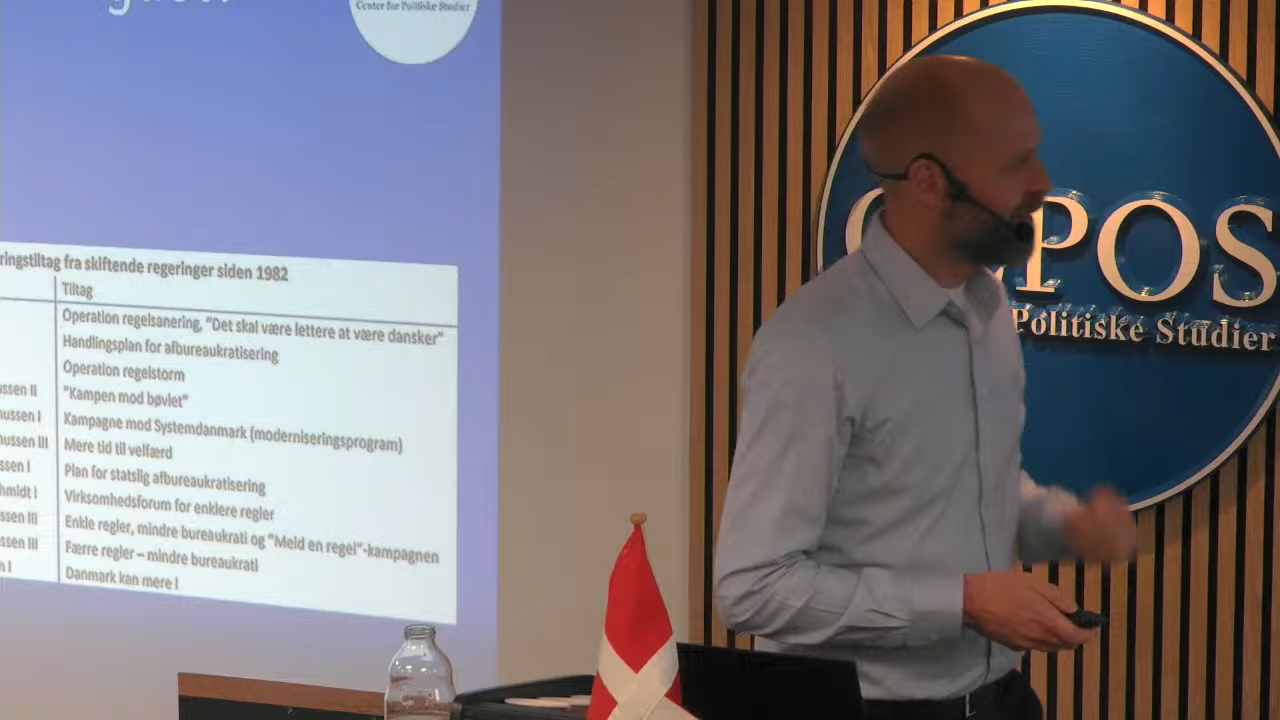 Center for Politiske Studier
ringstiltag fra skiftende regeringer siden 1982
Tiltag
Operation regelsanering, "Det skal være lettere at være dansker"
Handlingsplan for afbureaukratisering
Operation regelstorm
ssen II "Kampen mod bøvlet"
nussen I Kampagne mod Systemdanmark (moderniseringsprogram)
nussen III Mere tid til velfærd
ssen I Plan for statslig afbureaukratisering
hmidt I Virksomhedsforum for enklere regler
ssen III Enkle regler, mindre bureaukrati og "Meld en regel"-kampagnen
ssen III Færre regler – mindre bureaukrati
n I Danmark kan mere I
POS
Politiske Studier